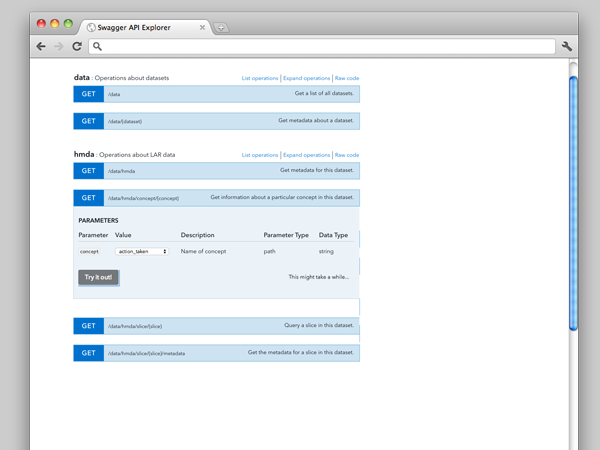 Swagger API Explorer
data : Operations about datasets List operations Expand operations Raw code
GET /data Get a list of all datasets.
GET /data/{dataset} Get metadata about a dataset.
hmda : Operations about LAR data List operations Expand operations Raw code
GET /data/hmda Get metadata for this dataset.
GET /data/hmda/concept/{concept} Get information about a particular concept in this dataset.
PARAMETERS
Parameter Value Description Parameter Type Data Type
concept action_taken Name of concept path string
Try it out! This might take a while...
GET /data/hmda/slice/{slice} Query a slice in this dataset.
GET /data/hmda/slice/{slice}/metadata Get the metadata for a slice in this dataset.